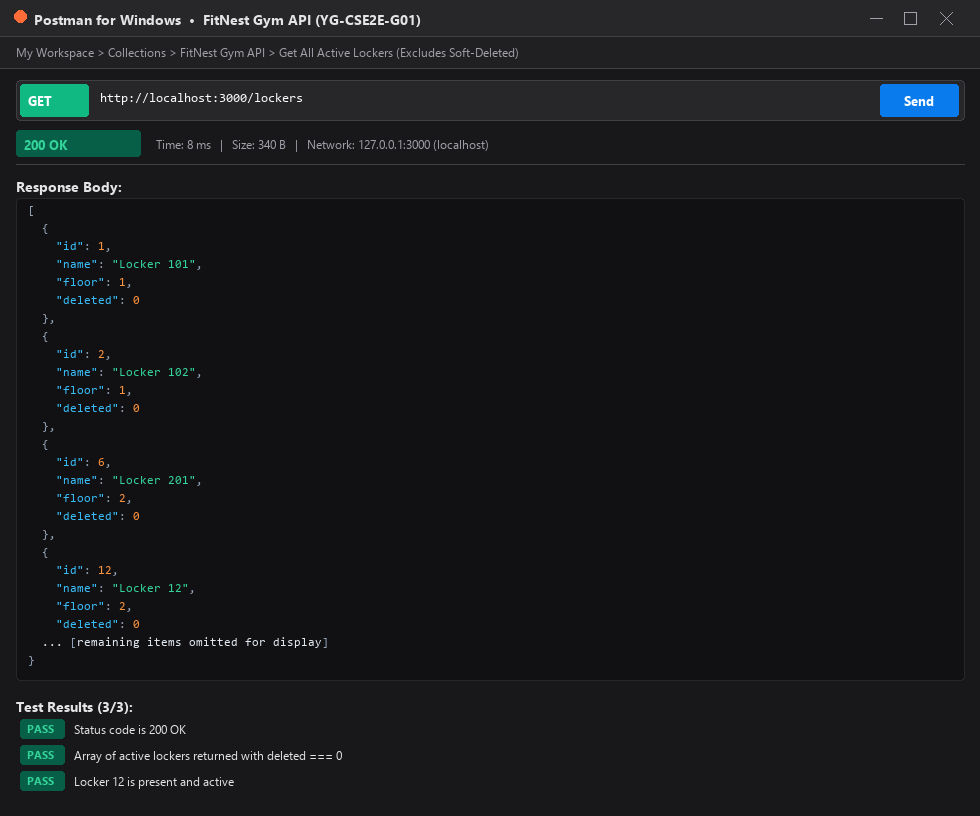 Postman for Windows • FitNest Gym API (YG-CSE2E-G01)
My Workspace > Collections > FitNest Gym API > Get All Active Lockers (Excludes Soft-Deleted)
GET http://localhost:3000/lockers Send
200 OK Time: 8 ms | Size: 340 B | Network: 127.0.0.1:3000 (localhost)
Response Body:
[
  {
    "id": 1,
    "name": "Locker 101",
    "floor": 1,
    "deleted": 0
  },
  {
    "id": 2,
    "name": "Locker 102",
    "floor": 1,
    "deleted": 0
  },
  {
    "id": 6,
    "name": "Locker 201",
    "floor": 2,
    "deleted": 0
  },
  {
    "id": 12,
    "name": "Locker 12",
    "floor": 2,
    "deleted": 0
  ... [remaining items omitted for display]
}
Test Results (3/3):
PASS Status code is 200 OK
PASS Array of active lockers returned with deleted === 0
PASS Locker 12 is present and active